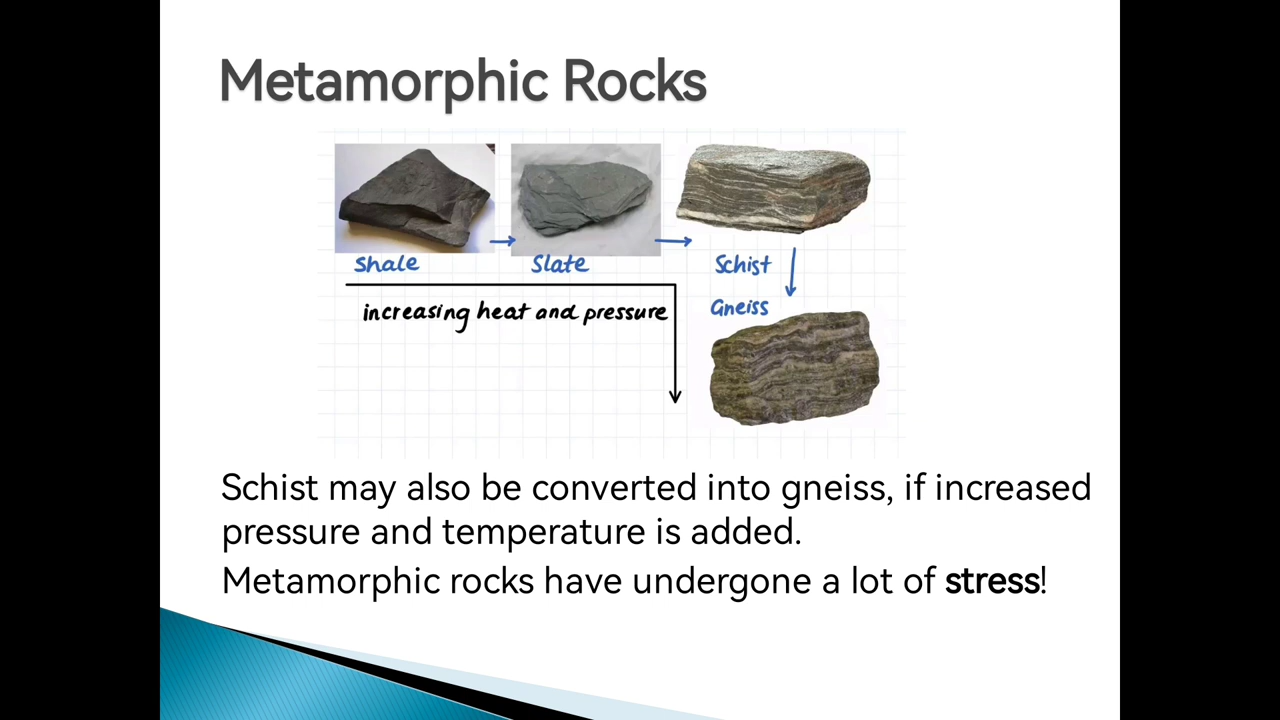 Metamorphic Rocks
Shale
Slate
Schist
increasing heat and pressure
Gneiss
Schist may also be converted into gneiss, if increased
pressure and temperature is added.
Metamorphic rocks have undergone a lot of stress!